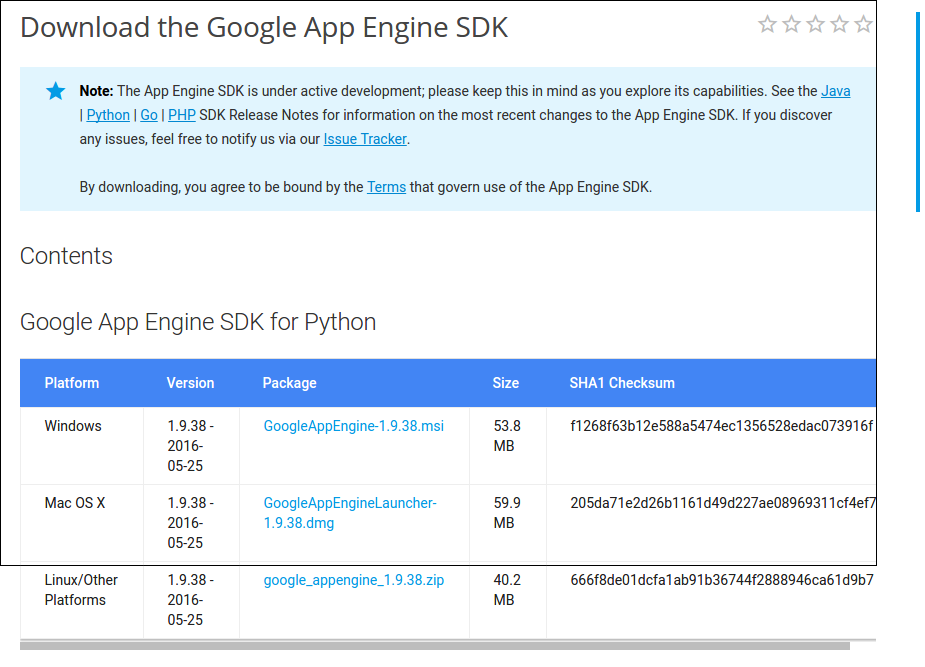 Download the Google App Engine SDK
Note: The App Engine SDK is under active development; please keep this in mind as you explore its capabilities. See the Java
| Python | Go | PHP SDK Release Notes for information on the most recent changes to the App Engine SDK. If you discover
any issues, feel free to notify us via our Issue Tracker.
By downloading, you agree to be bound by the Terms that govern use of the App Engine SDK.
Contents
Google App Engine SDK for Python
Platform Version Package Size SHA1 Checksum
Windows 1.9.38 - GoogleAppEngine-1.9.38.msi 53.8 f1268f63b12e588a5474ec1356528edac073916f
2016- MB
05-25
Mac OS X 1.9.38 - GoogleAppEngineLauncher- 59.9 205da71e2d26b1161d49d227ae08969311cf4ef7
2016- 1.9.38.dmg MB
05-25
Linux/Other 1.9.38 - google_appengine_1.9.38.zip 40.2 666f8de01dcfa1ab91b36744f2888946ca61d9b7
Platforms 2016- MB
05-25